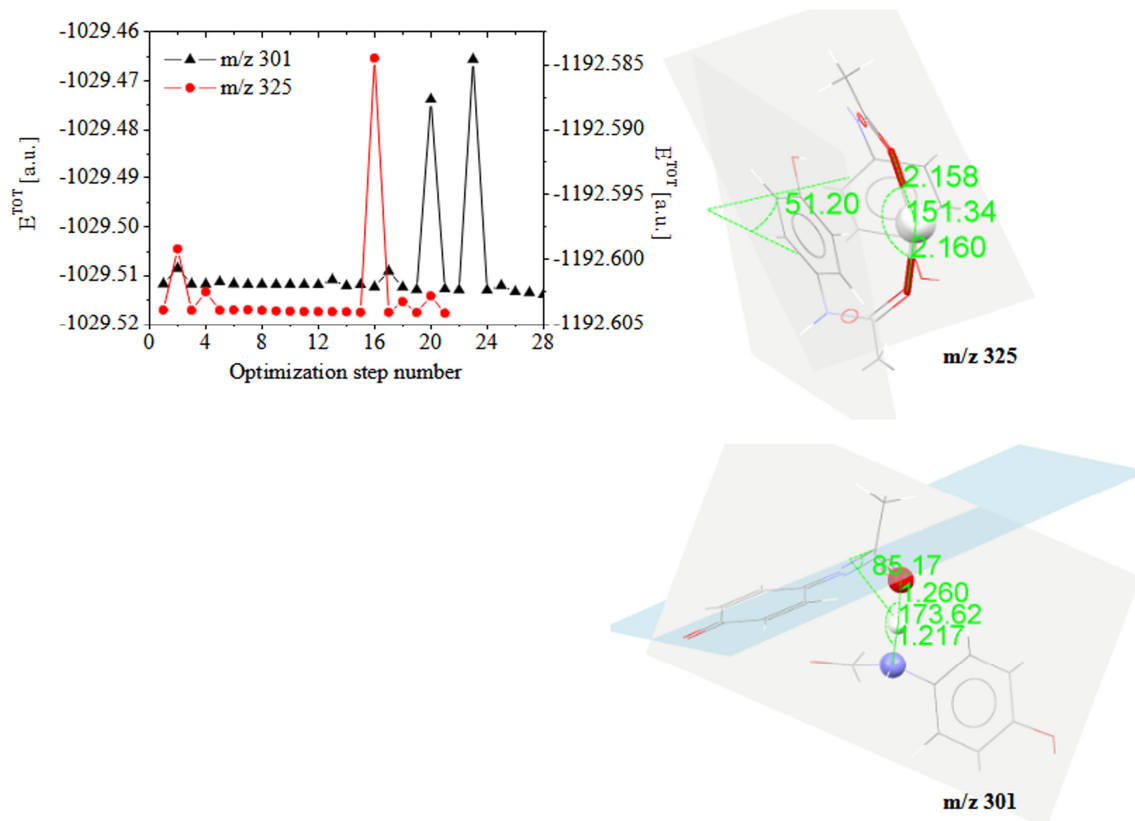 -1029.46
-1029.47
-1029.48
-1029.49
-1029.50
-1029.51
-1029.52
E^TOT [a.u.]
m/z 301
m/z 325
0 4 8 12 16 20 24 28
Optimization step number
-1192.585
-1192.590
-1192.595
-1192.600
-1192.605
E^TOT [a.u.]
2.158
51.20
151.34
2.160
m/z 325
85.17
1.260
173.62
1.217
m/z 301